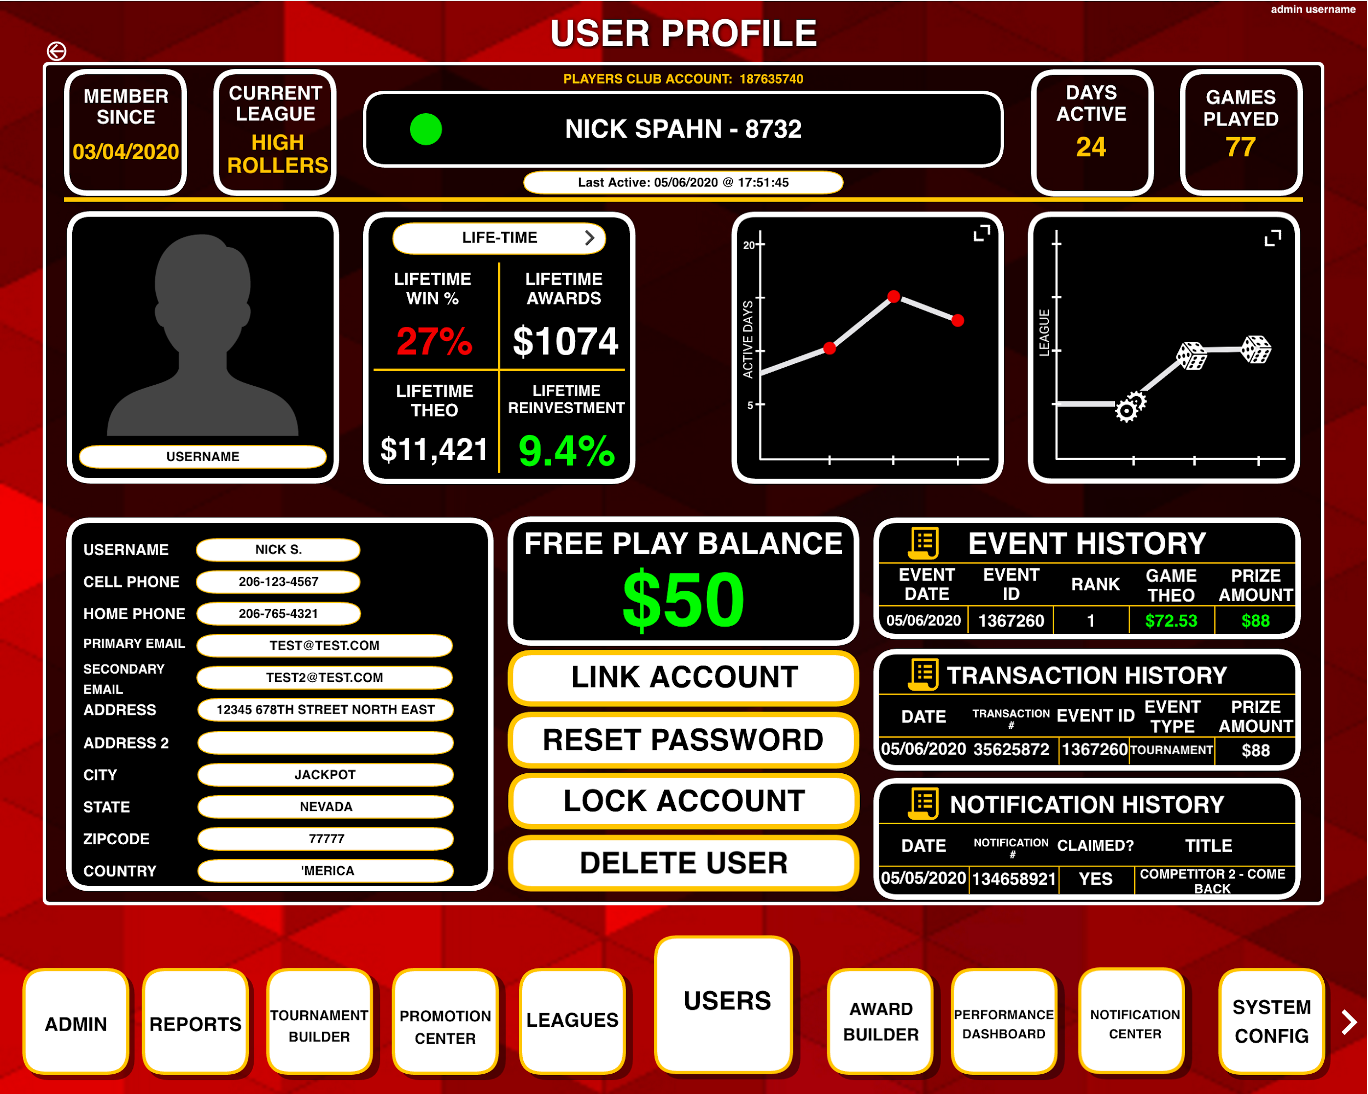 admin username
USER PROFILE
MEMBER
SINCE
03/04/2020
CURRENT
LEAGUE
HIGH
ROLLERS
PLAYERS CLUB ACCOUNT: 187635740
NICK SPAHN - 8732
Last Active: 05/06/2020 @ 17:51:45
DAYS
ACTIVE
24
GAMES
PLAYED
77
USERNAME
LIFE-TIME
LIFETIME
WIN %
27%
LIFETIME
AWARDS
$1074
LIFETIME
THEO
$11,421
LIFETIME
REINVESTMENT
9.4%
20
ACTIVE DAYS
5
LEAGUE
USERNAME NICK S.
CELL PHONE 206-123-4567
HOME PHONE 206-765-4321
PRIMARY EMAIL TEST@TEST.COM
SECONDARY
EMAIL TEST2@TEST.COM
ADDRESS 12345 678TH STREET NORTH EAST
ADDRESS 2
CITY JACKPOT
STATE NEVADA
ZIPCODE 77777
COUNTRY 'MERICA
FREE PLAY BALANCE
$50
LINK ACCOUNT
RESET PASSWORD
LOCK ACCOUNT
DELETE USER
EVENT HISTORY
EVENT
DATE
EVENT
ID
RANK
GAME
THEO
PRIZE
AMOUNT
05/06/2020 1367260 1 $72.53 $88
TRANSACTION HISTORY
DATE
TRANSACTION
#
EVENT ID
EVENT
TYPE
PRIZE
AMOUNT
05/06/2020 35625872 1367260 TOURNAMENT $88
NOTIFICATION HISTORY
DATE
NOTIFICATION
#
CLAIMED?
TITLE
05/05/2020 134658921 YES COMPETITOR 2 - COME
BACK
ADMIN
REPORTS
TOURNAMENT
BUILDER
PROMOTION
CENTER
LEAGUES
USERS
AWARD
BUILDER
PERFORMANCE
DASHBOARD
NOTIFICATION
CENTER
SYSTEM
CONFIG